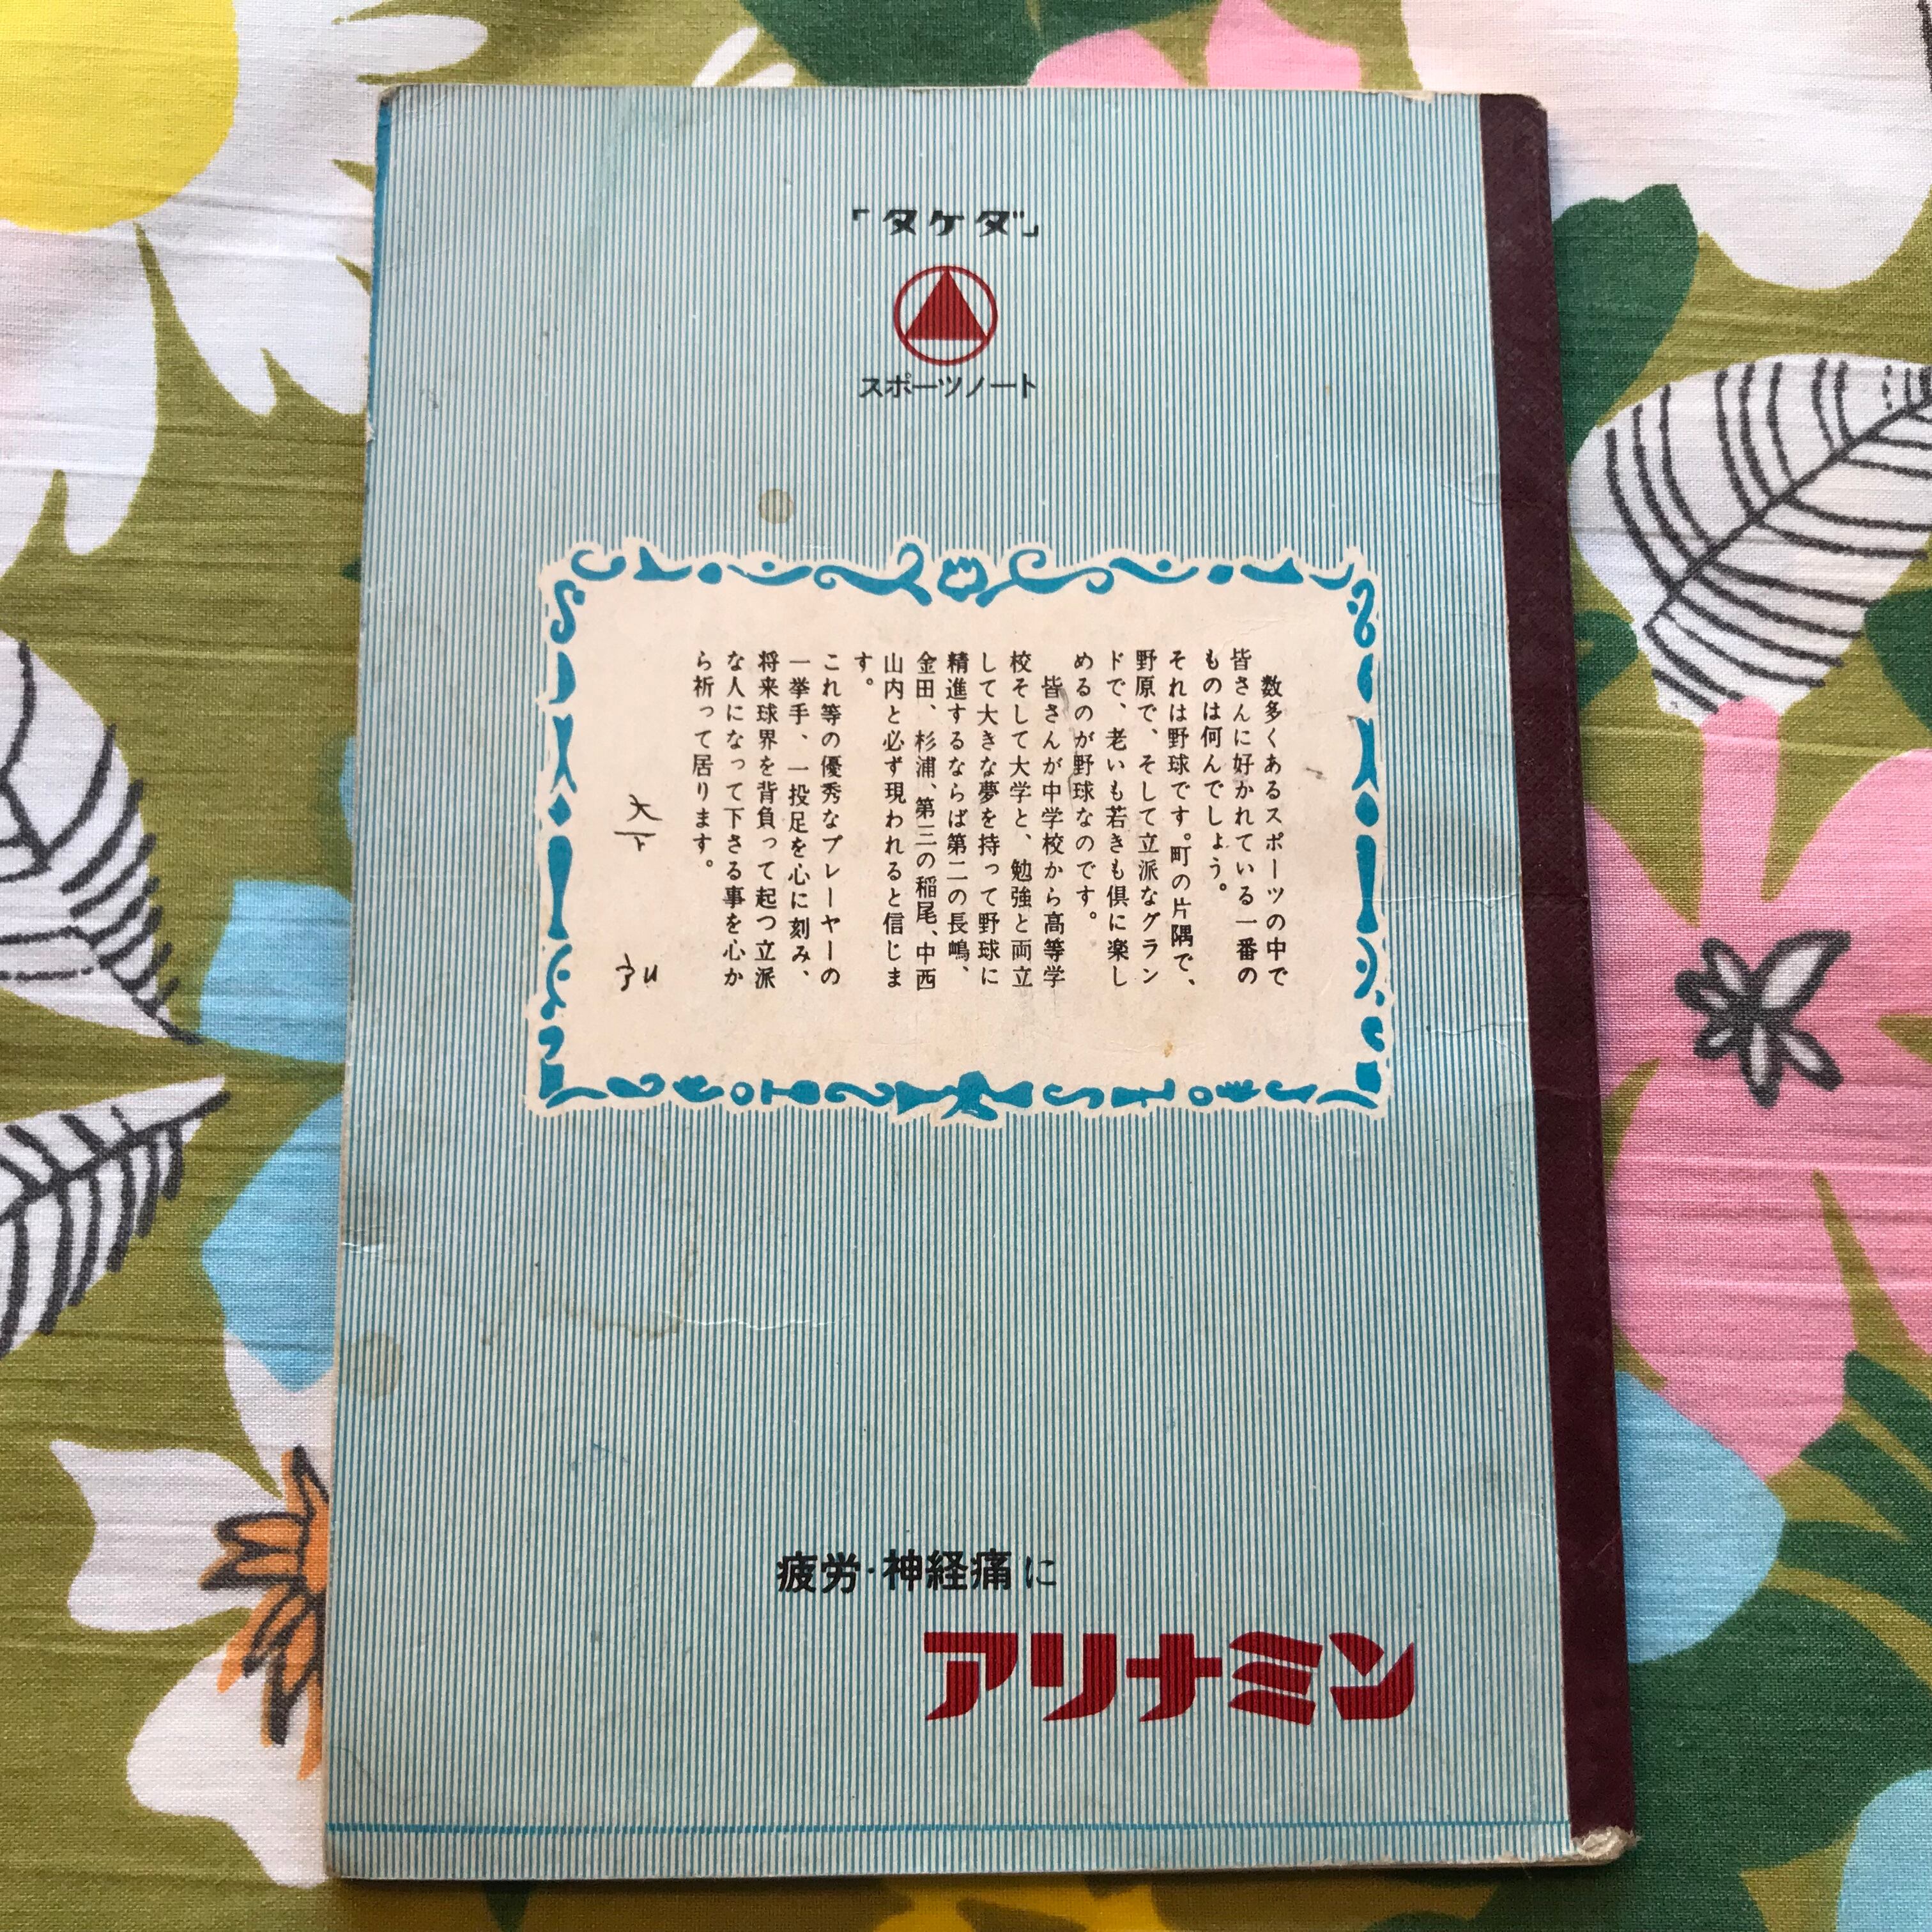 「タケダ」
スポーツノート
数多くあるスポーツの中で
皆さんに好かれている一番の
ものは何んでしょう。
それは野球です。町の片隅で、
野原で、そして立派なグラン
ドで、老いも若きも倶に楽し
めるのが野球なのです。
皆さんが中学校から高等学
校そして大学と、勉強と両立
して大きな夢を持って野球に
精進するならば第二の長嶋、
金田、杉浦、第三の稲尾、中西
山内と必ず現われると信じま
す。
これ等の優秀なプレーヤーの
一挙手、一投足を心に刻み、
将来球界を背負って起つ立派
な人になって下さる事を心か
ら祈って居ります。
疲労・神経痛に
アリナミン